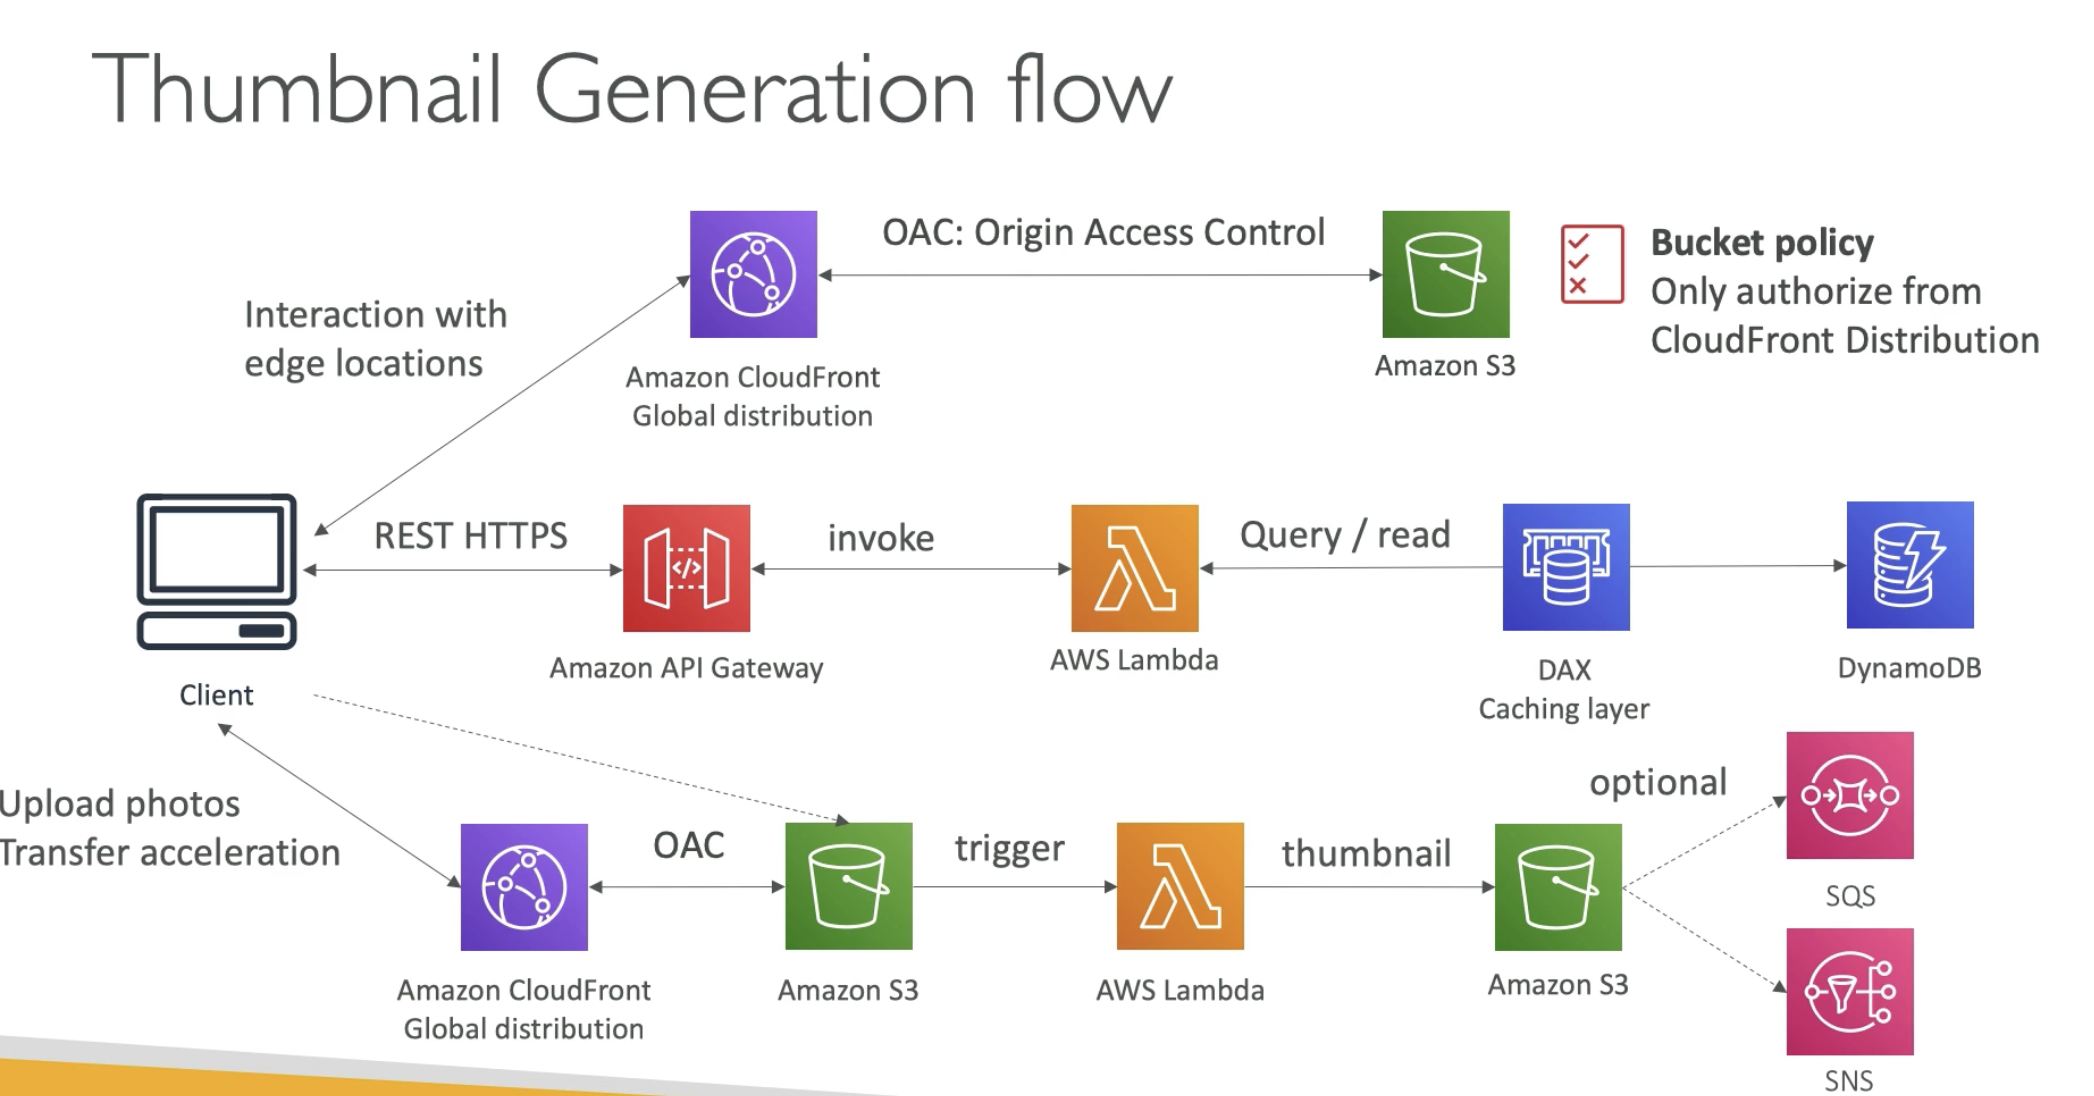 Thumbnail Generation flow
OAC: Origin Access Control
Bucket policy
Only authorize from
CloudFront Distribution
Interaction with
edge locations
Amazon CloudFront
Global distribution
Amazon S3
REST HTTPS
invoke
Query / read
</>
Client
Amazon API Gateway
AWS Lambda
DAX
Caching layer
DynamoDB
Upload photos
Transfer acceleration
OAC
trigger
thumbnail
optional
SQS
Amazon CloudFront
Global distribution
Amazon S3
AWS Lambda
Amazon S3
SNS